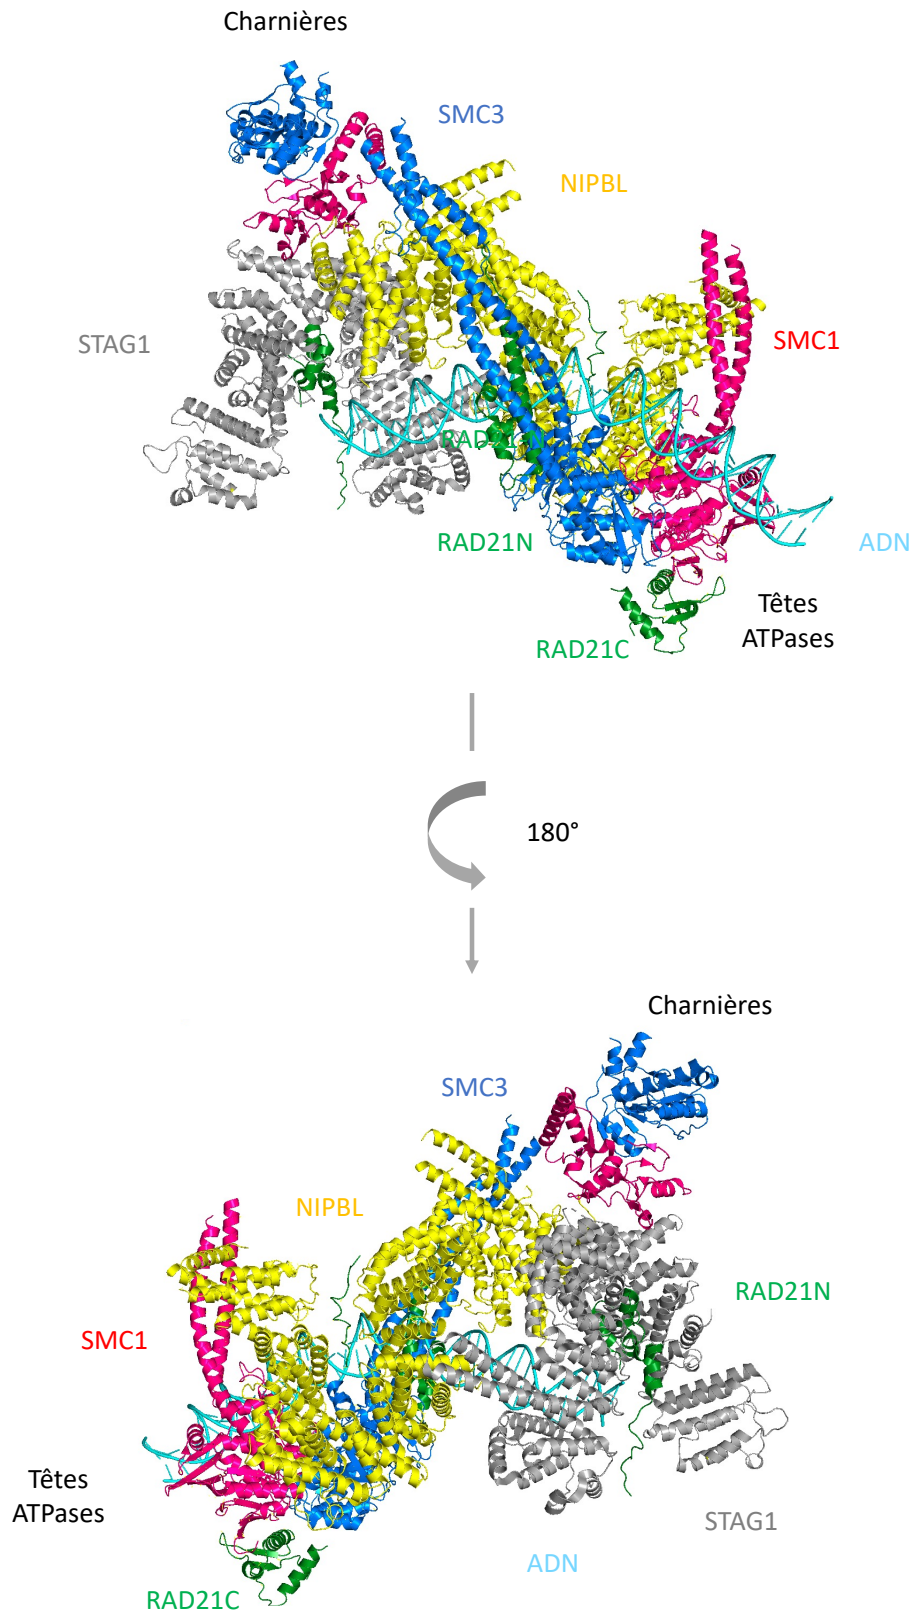 Charnières
SMC3
NIPBL
STAG1
SMC1
RAD21-N
RAD21N
ADN
Têtes
ATPases
RAD21C
180°
Charnières
SMC3
NIPBL
RAD21N
SMC1
Têtes
ATPases
STAG1
ADN
RAD21C